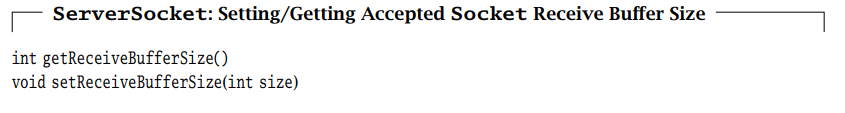 ServerSocket: Setting/Getting Accepted Socket Receive Buffer Size
int getReceiveBufferSize()
void setReceiveBufferSize(int size)